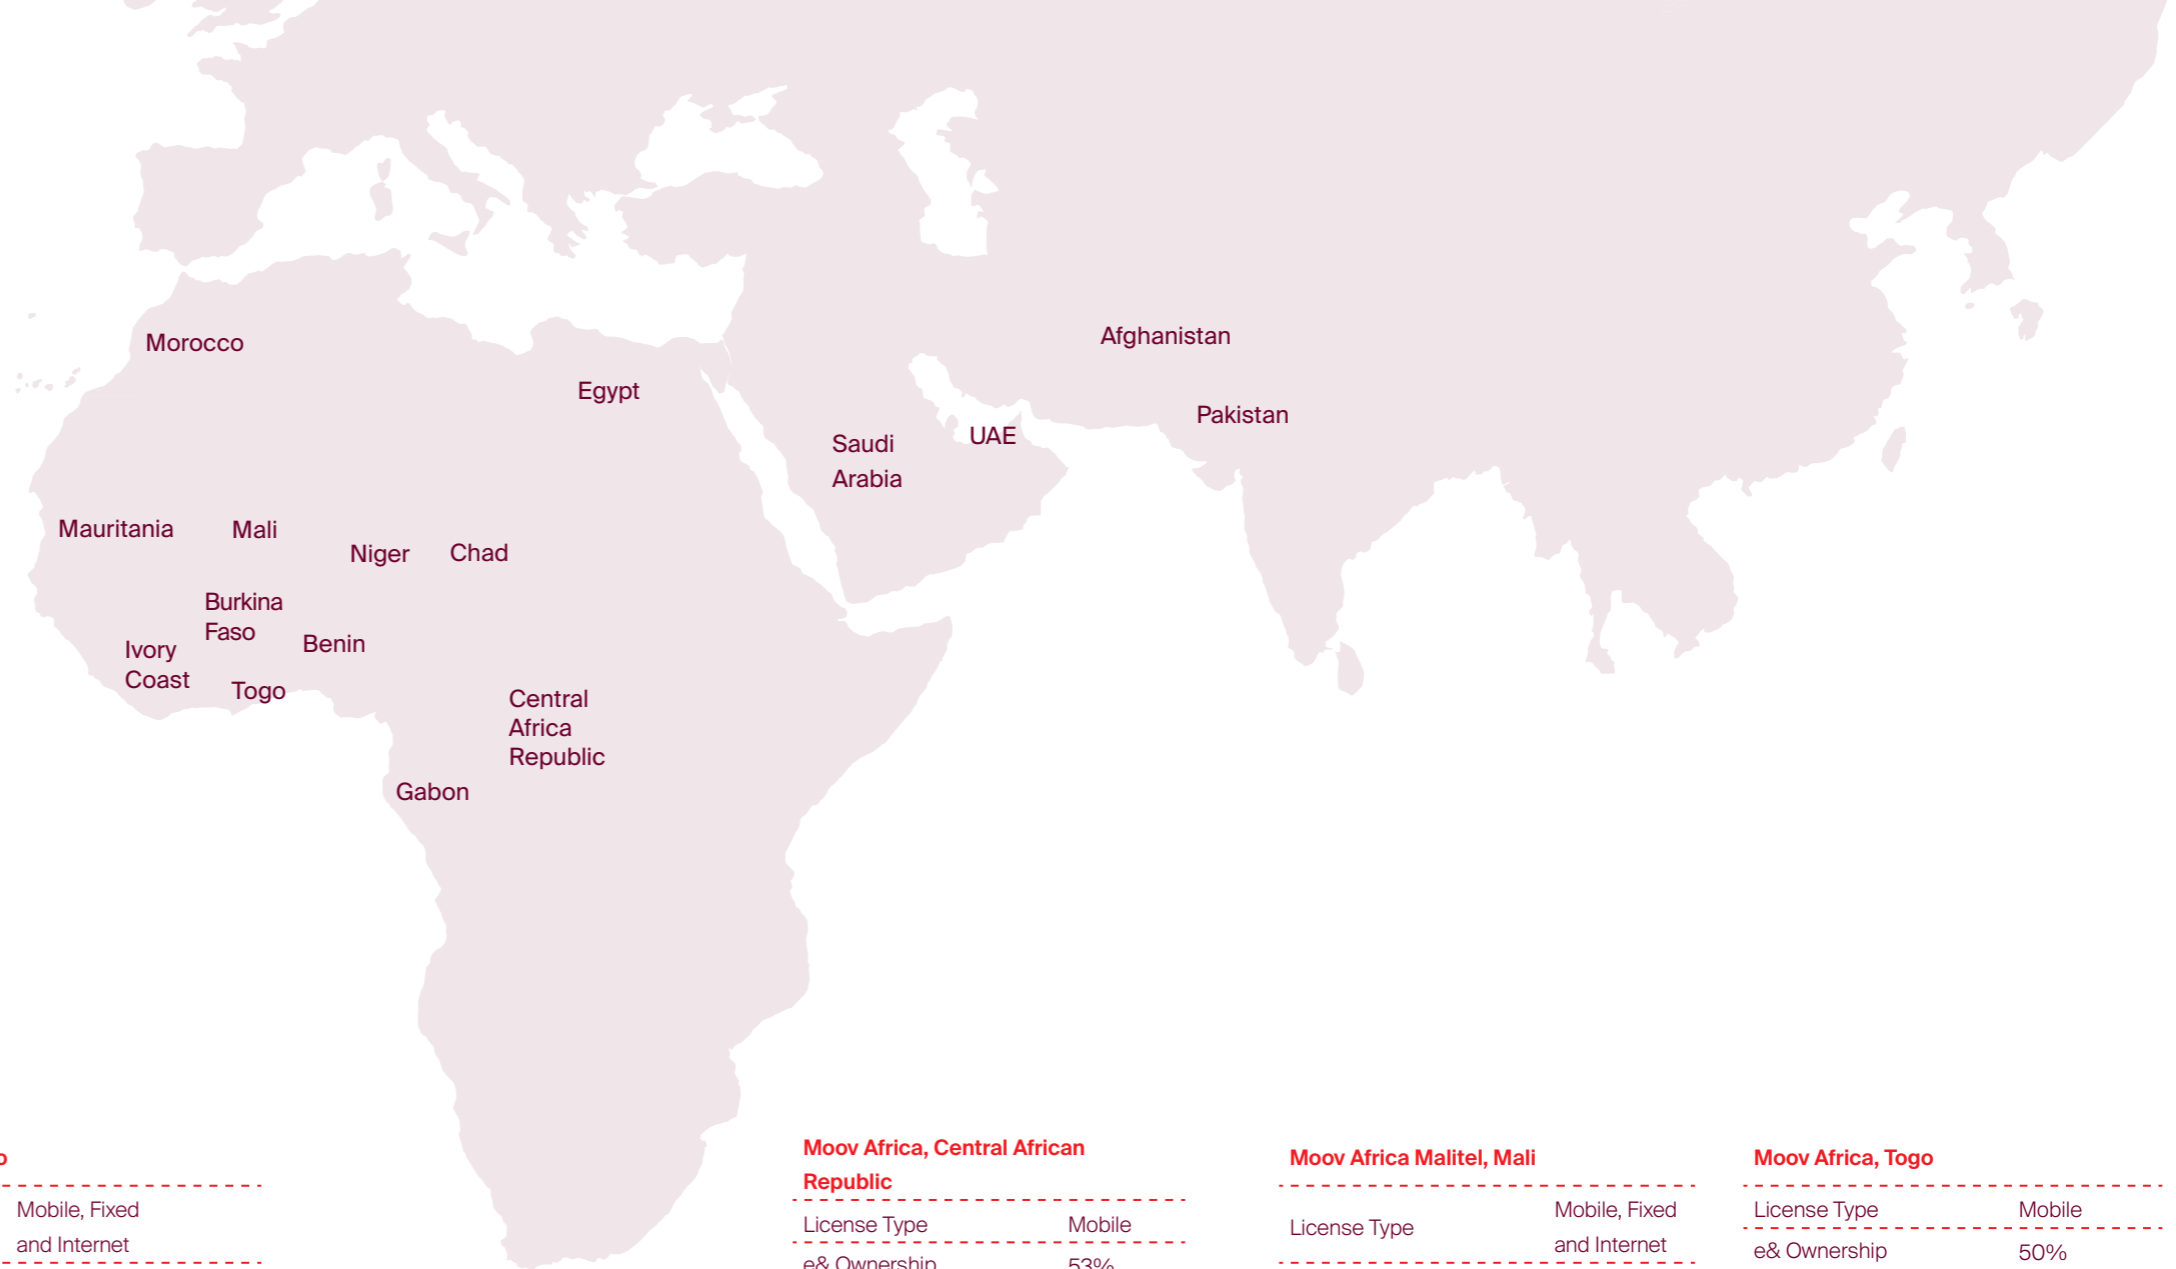 Morocco
Afghanistan
Egypt
Pakistan
Saudi
Arabia
UAE
Mauritania
Mali
Niger
Chad
Burkina
Faso
Ivory
Coast
Benin
Togo
Central
Africa
Republic
Gabon
o
Mobile, Fixed
and Internet
Moov Africa, Central African
Republic
License Type Mobile
e& Ownership 53%
Moov Africa Malitel, Mali
License Type
Mobile, Fixed
and Internet
Moov Africa, Togo
License Type Mobile
e& Ownership 50%